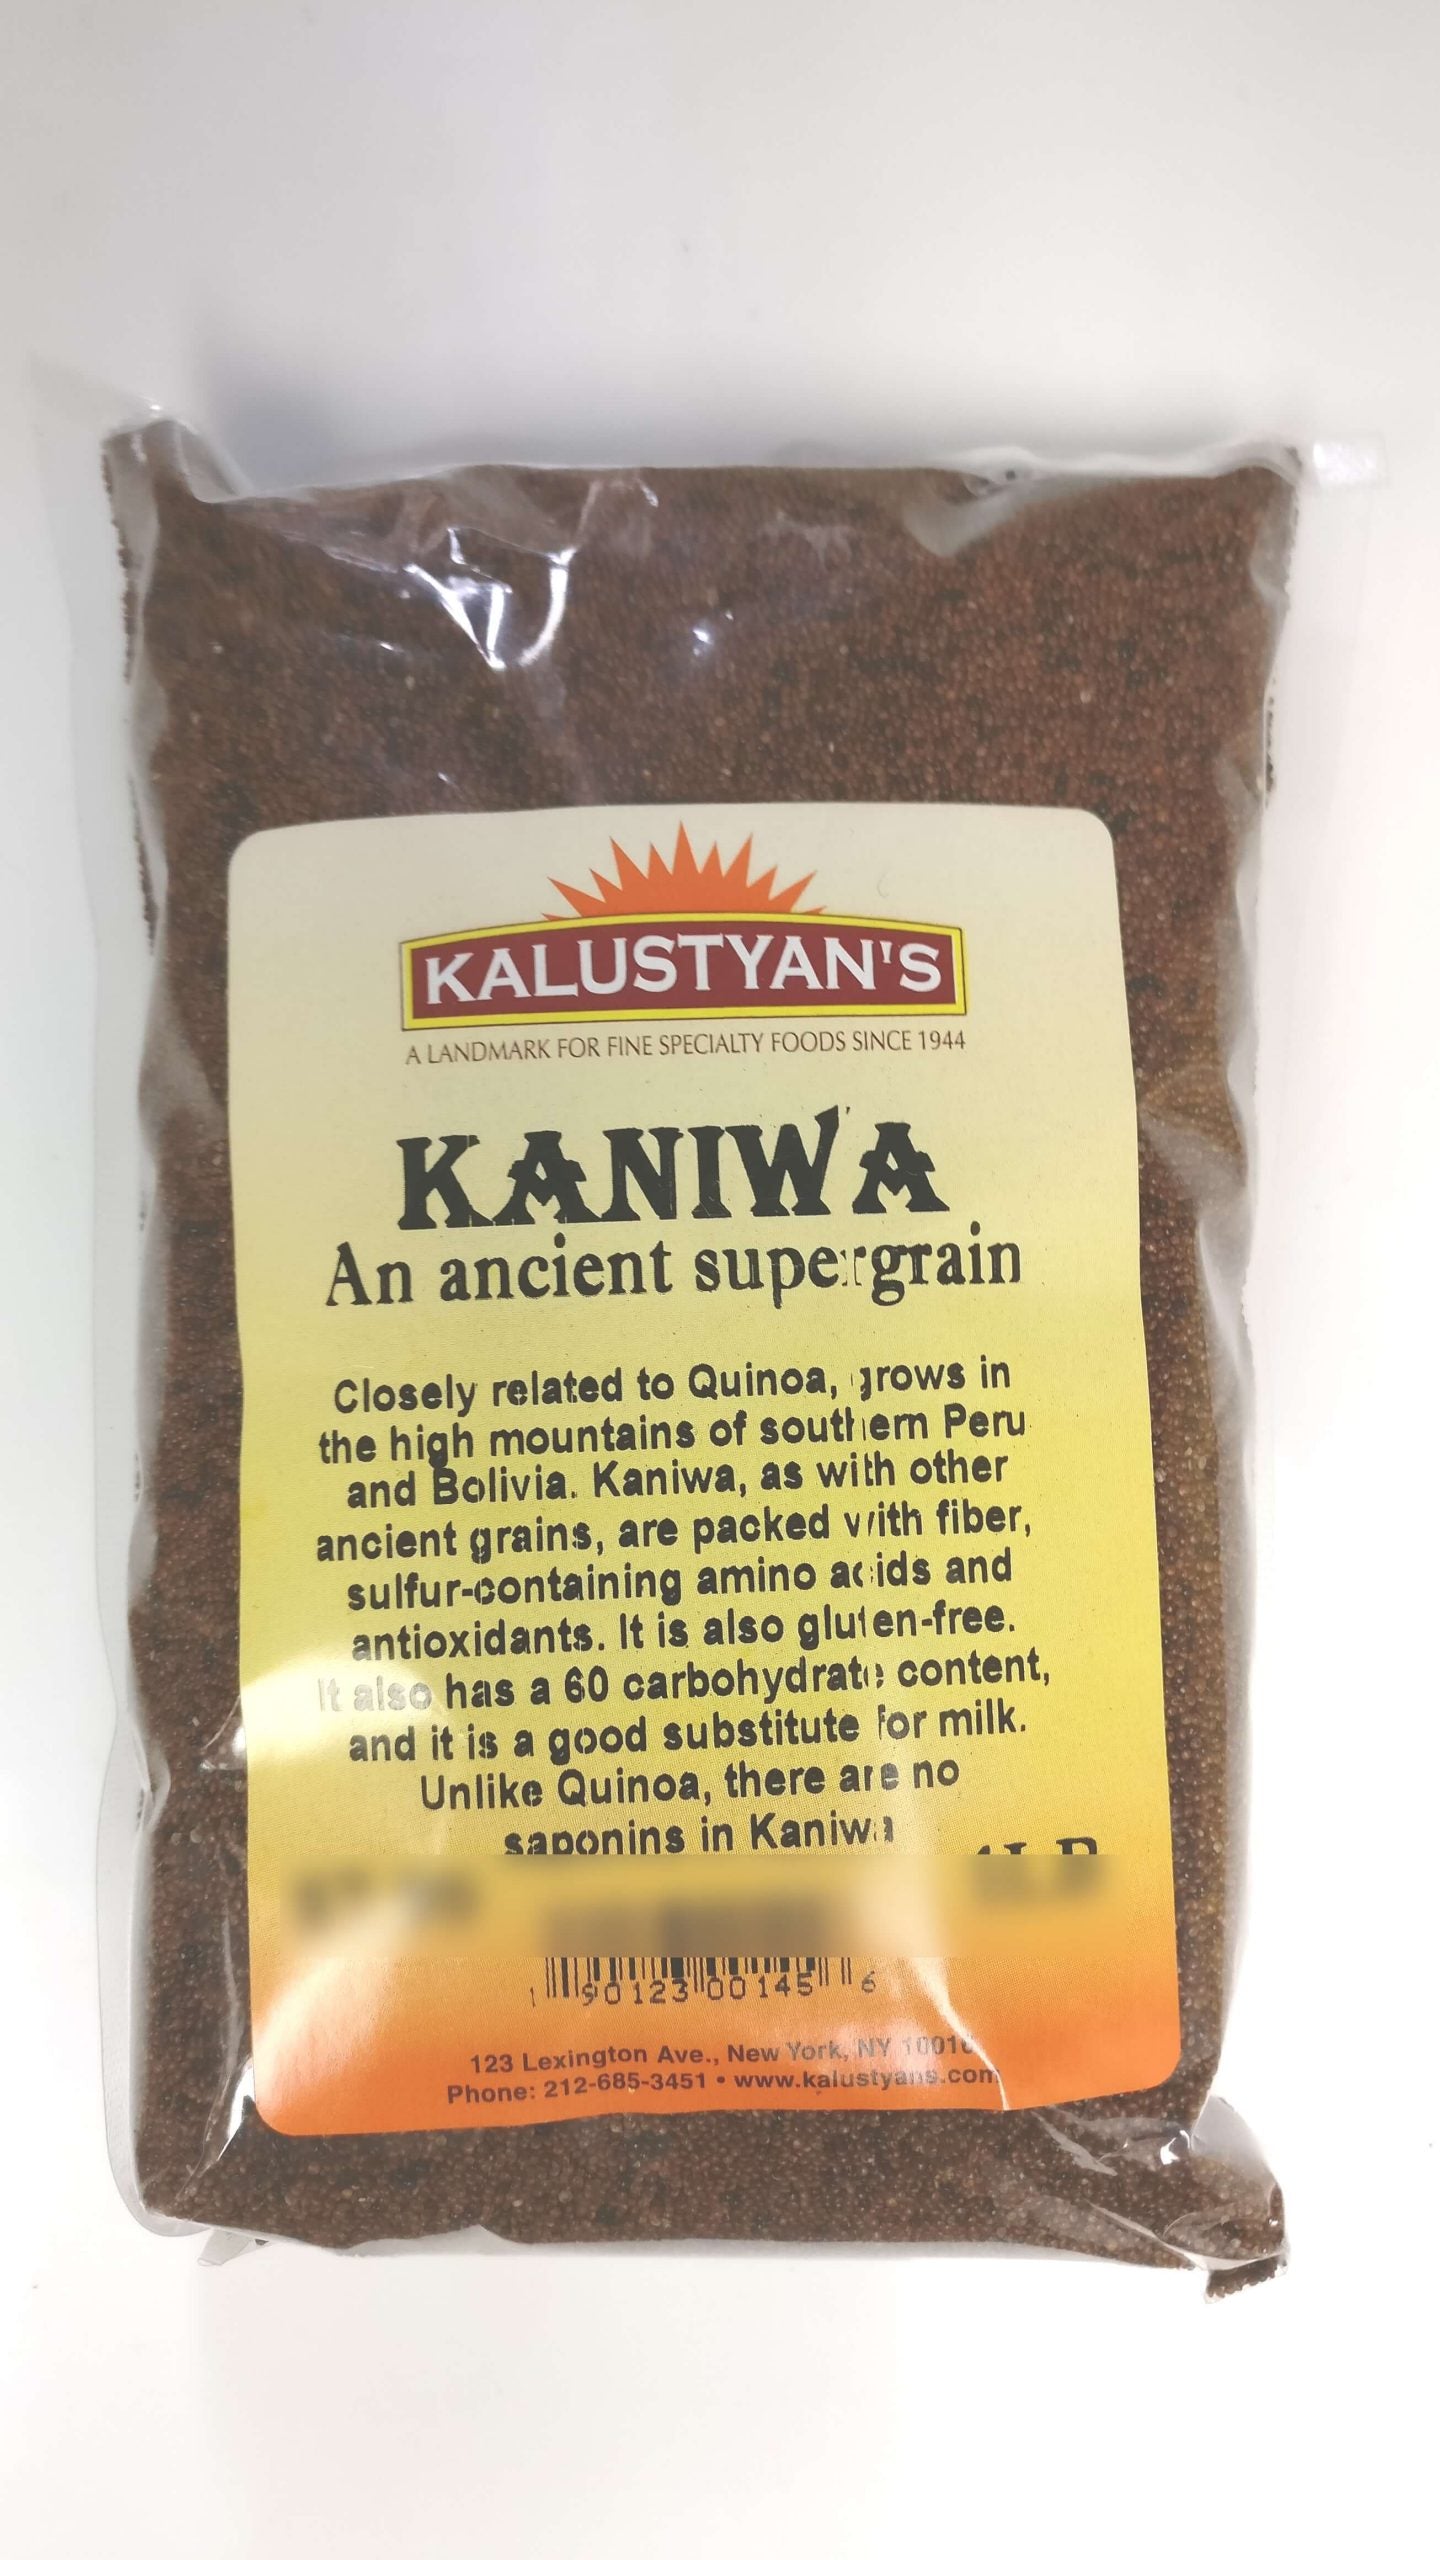 KALUSTYAN'S
A LANDMARK FOR FINE SPECIALTY FOODS SINCE 1944
KANIWA
An ancient supergrain
Closely related to Quinoa, grows in
the high mountains of southern Peru
and Bolivia. Kaniwa, as with other
ancient grains, are packed with fiber,
sulfur-containing amino acids and
antioxidants. It is also gluten-free.
It also has a 60 carbohydrate content,
and it is a good substitute for milk.
Unlike Quinoa, there are no
saponins in Kaniwa
1LB
1 90123 00145 6
123 Lexington Ave., New York, NY 10016
Phone: 212-685-3451 • www.kalustyans.com